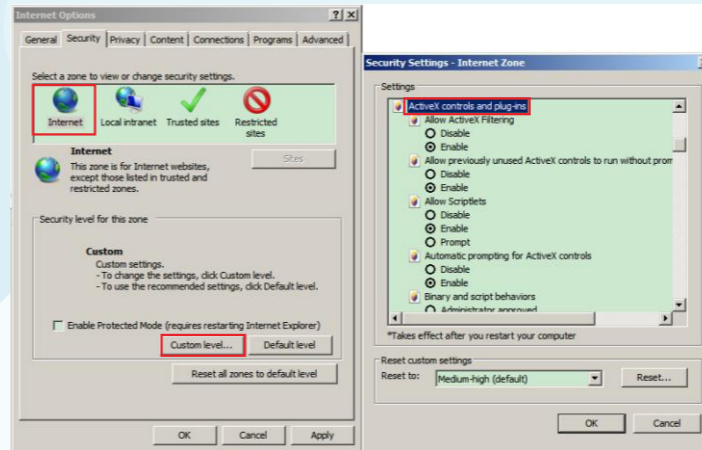 Internet Options
General Security Privacy Content Connections Programs Advanced
Select a zone to view or change security settings.
Internet Local intranet Trusted sites Restricted
sites
Internet
This zone is for Internet websites,
except those listed in trusted and
restricted zones.
Sites
Security level for this zone
Custom
Custom settings.
- To change the settings, click Custom level.
- To use the recommended settings, click Default level.
Enable Protected Mode (requires restarting Internet Explorer)
Custom level... Default level
Reset all zones to default level
OK Cancel Apply
Security Settings - Internet Zone
Settings
ActiveX controls and plug-ins
Allow ActiveX Filtering
Disable
Enable
Allow previously unused ActiveX controls to run without prom
Disable
Enable
Allow Scriptlets
Disable
Enable
Prompt
Automatic prompting for ActiveX controls
Disable
Enable
Binary and script behaviors
Administrator approved
*Takes effect after you restart your computer
Reset custom settings
Reset to: Medium-high (default) Reset...
OK Cancel